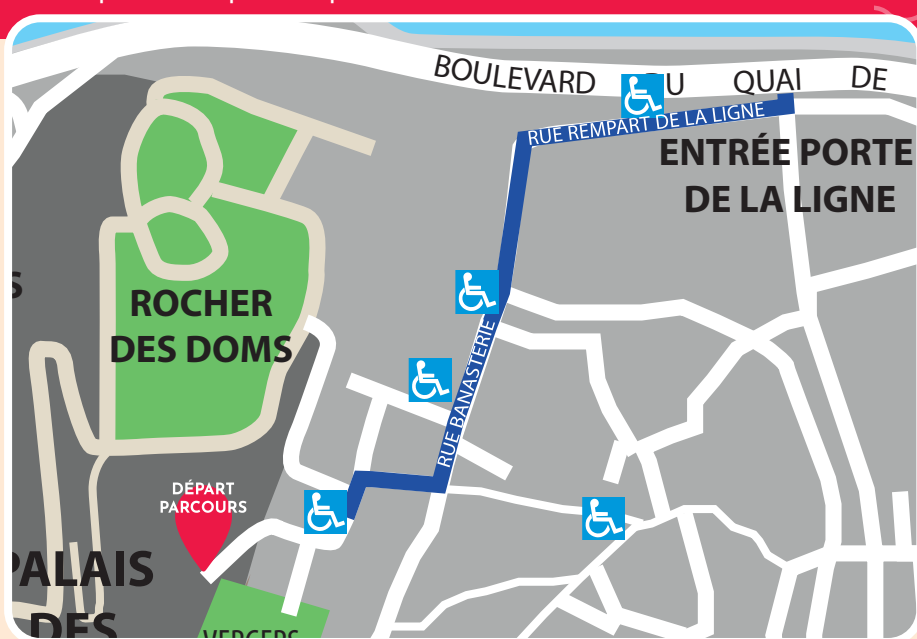 BOULEVARD DU QUAI DE
RUE REMPART DE LA LIGNE
ENTRÉE PORTE
DE LA LIGNE
ROCHER
DES DOMS
RUE BANASTERIE
DÉPART
PARCOURS
PALAIS
DES
VERGERS